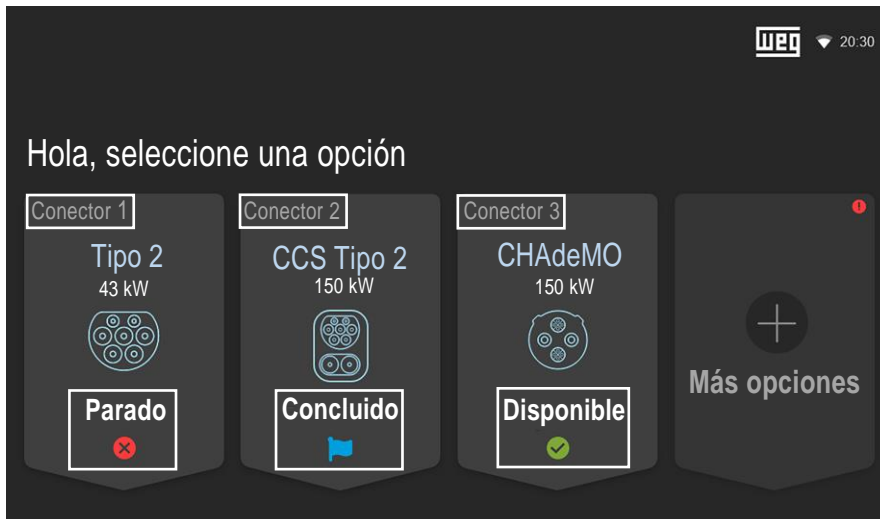 WEG 20:30
Hola, seleccione una opción
Conector 1 Conector 2 Conector 3
Tipo 2 CCS Tipo 2 CHAdeMO
43 kW 150 kW 150 kW
Parado Concluido Disponible
Más opciones